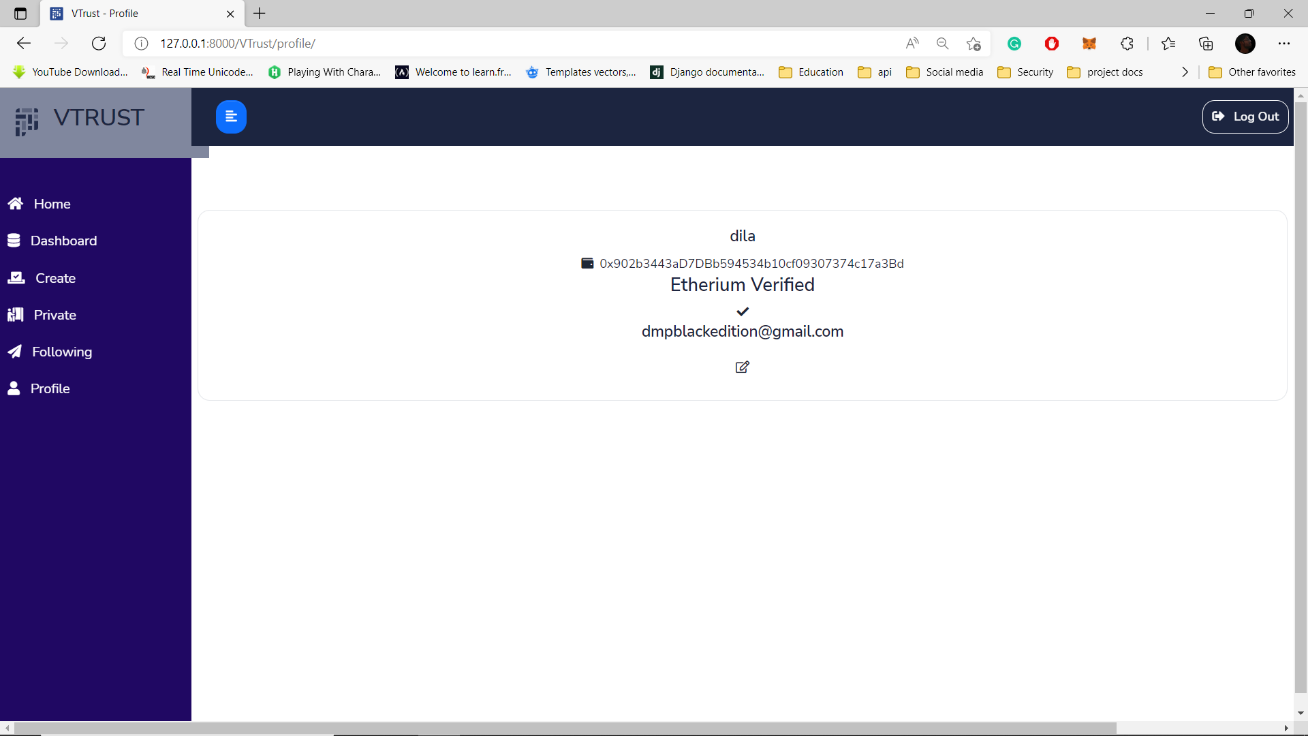 VTrust - Profile
127.0.0.1:8000/VTrust/profile/
YouTube Download... Real Time Unicode... Playing With Chara... Welcome to learn.fr... Templates vectors,... Django documenta... Education api Social media Security project docs Other favorites
VTRUST
Log Out
Home
Dashboard
Create
Private
Following
Profile
dila
0x902b3443aD7DBb594534b10cf09307374c17a3Bd
Etherium Verified
dmpblackedition@gmail.com